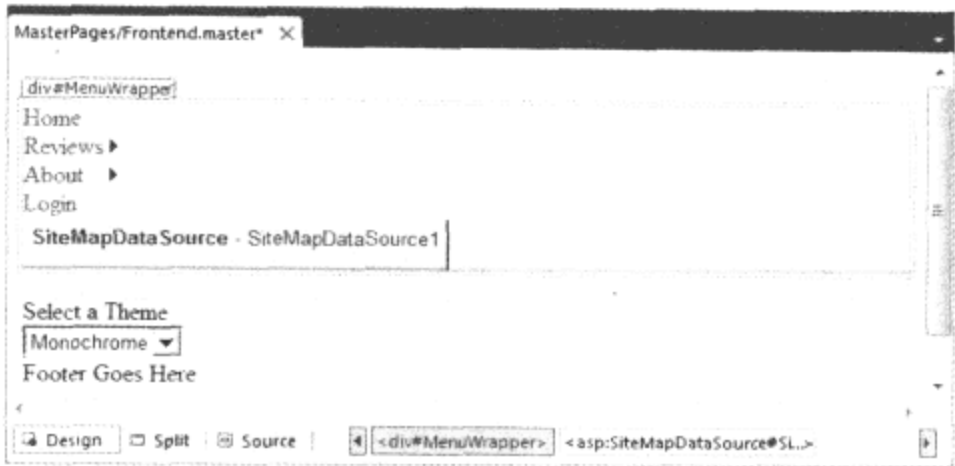 MasterPages/Frontend.master* ×
div#MenuWrapper
Home
Reviews
About
Login
SiteMapDataSource - SiteMapDataSource1
Select a Theme
Monochrome
Footer Goes Here
Design Split Source <div#MenuWrapper> <asp:SiteMapDataSource#Si...>